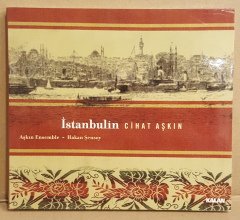 İstanbulin CİHAT AŞKIN
Aşkın Ensemble - Hakan Şensoy
KALAN